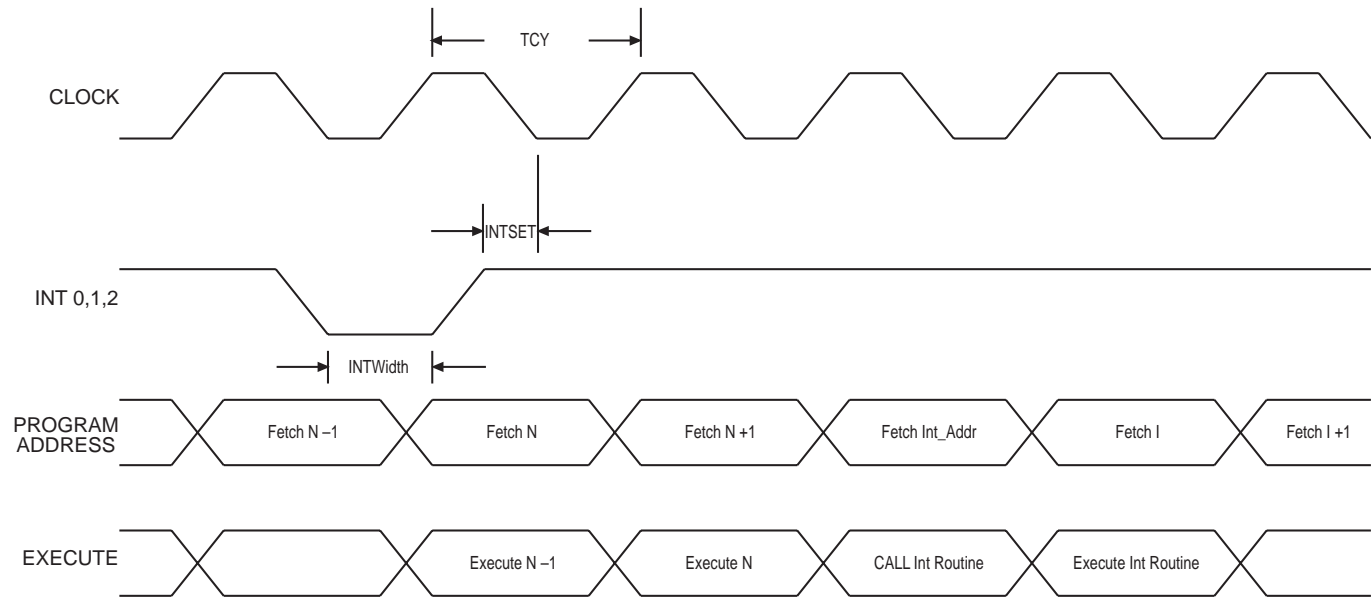 TCY
CLOCK
INTSET
INT 0,1,2
INTWidth
PROGRAM
ADDRESS
Fetch N –1
Fetch N
Fetch N +1
Fetch Int_Addr
Fetch I
Fetch I +1
EXECUTE
Execute N –1
Execute N
CALL Int Routine
Execute Int Routine